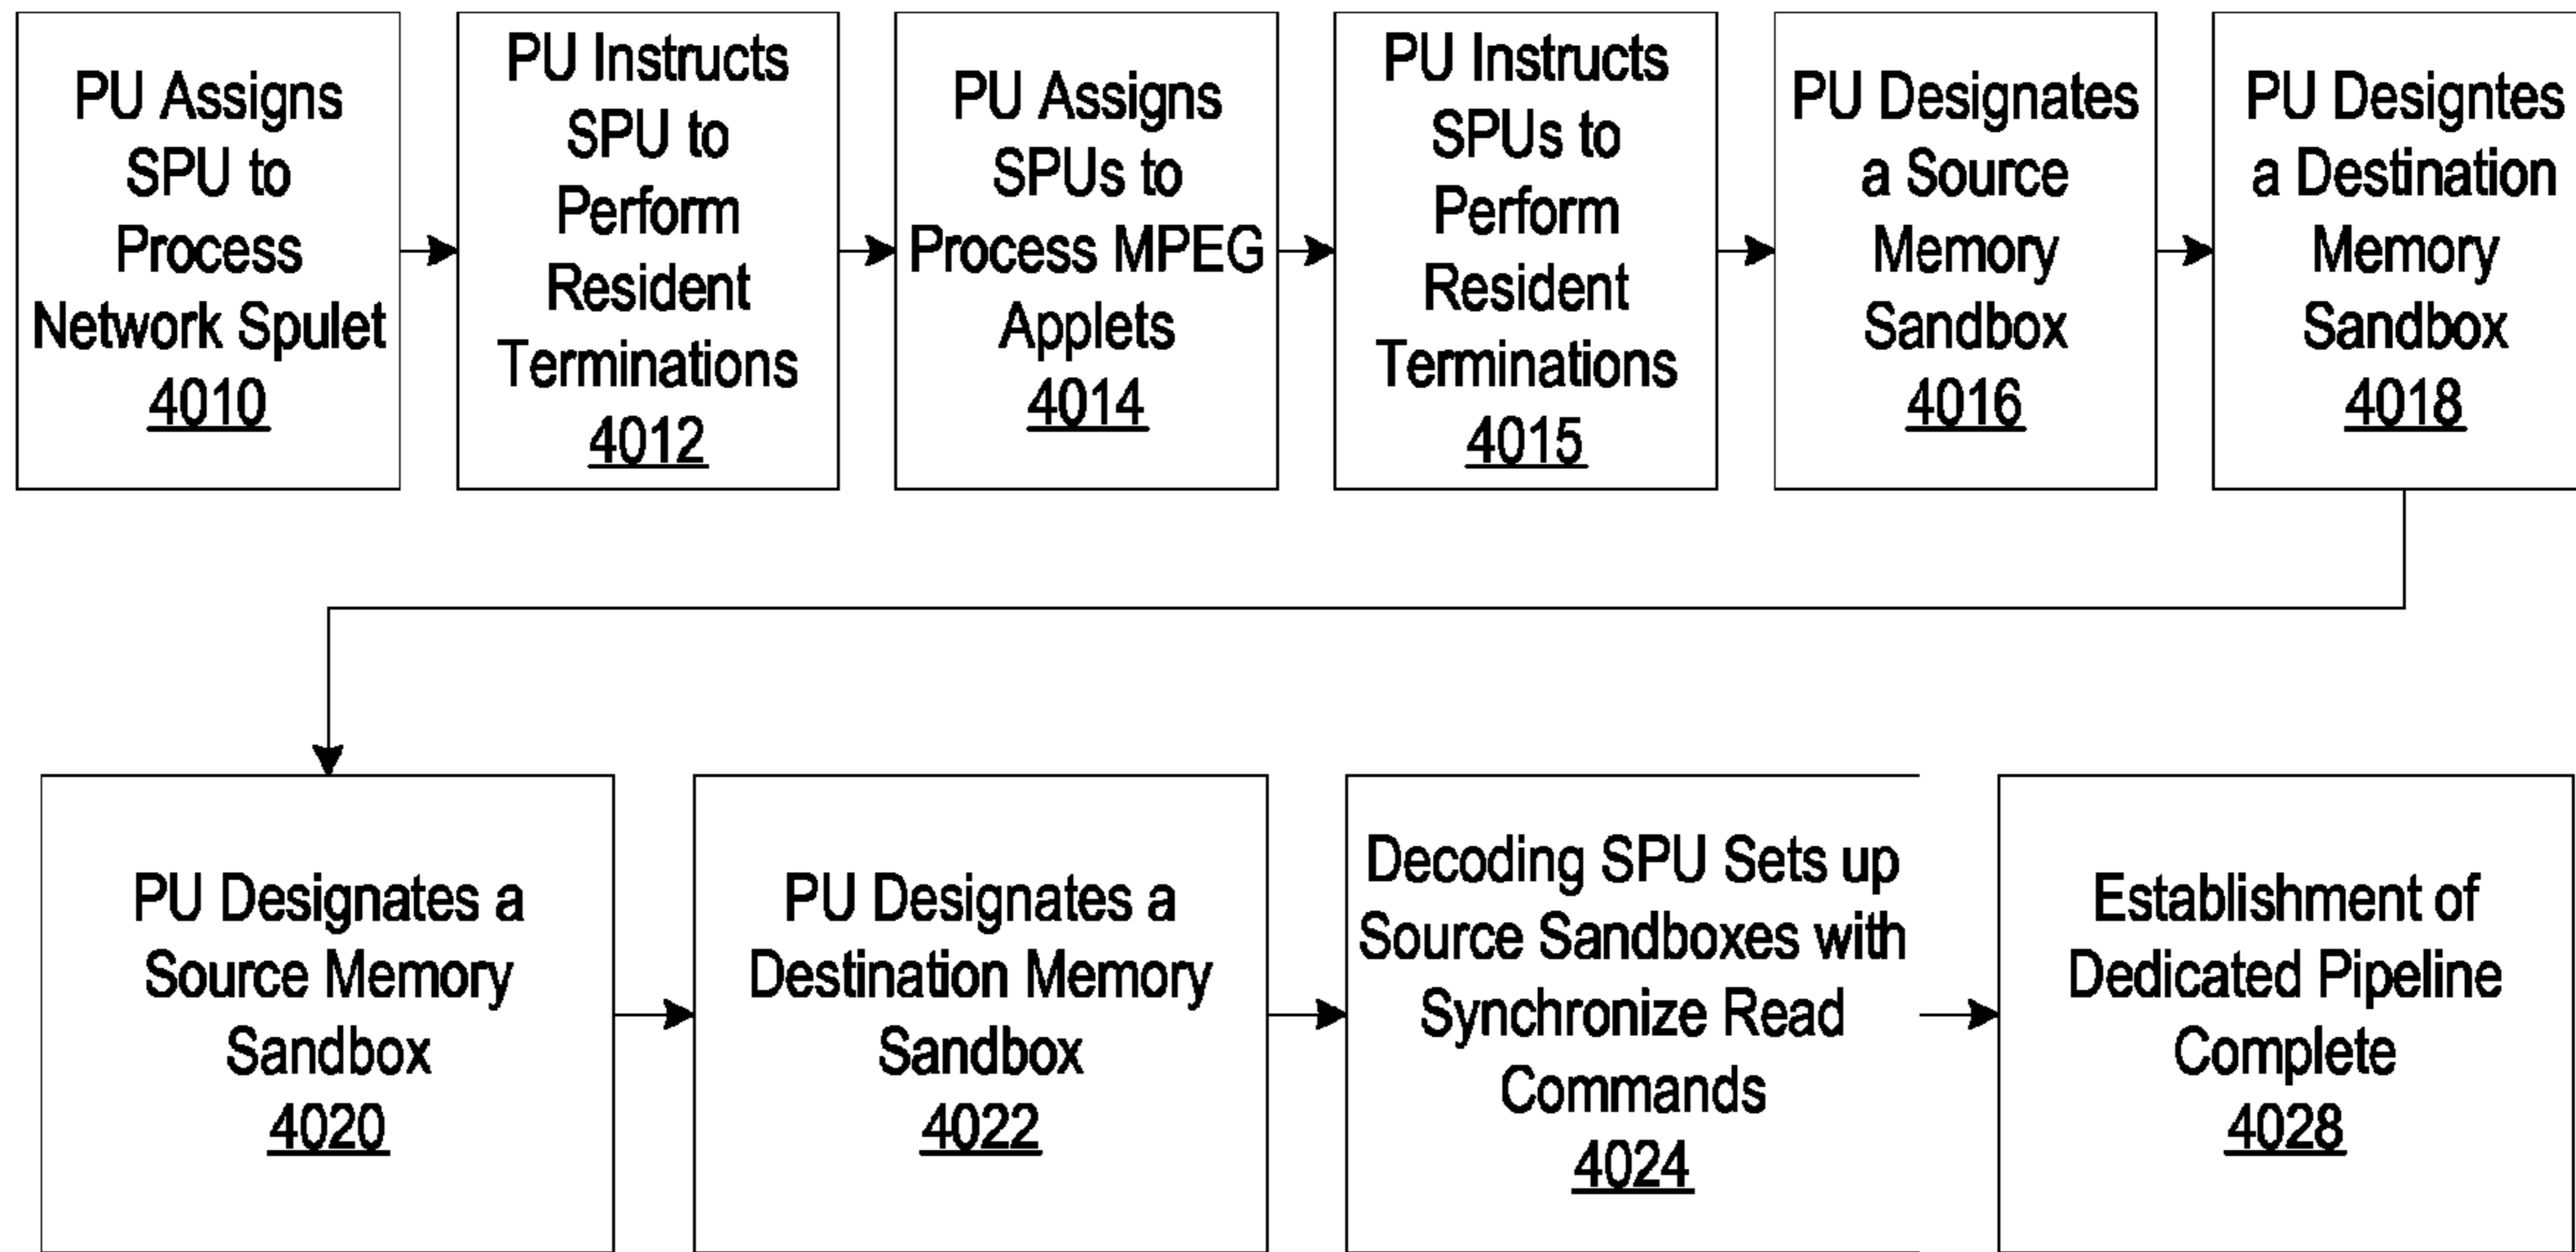 PU Assigns
SPU to
Process
Network Spulet
4010
PU Instructs
SPU to
Perform
Resident
Terminations
4012
PU Assigns
SPUs to
Process MPEG
Applets
4014
PU Instructs
SPUs to
Perform
Resident
Terminations
4015
PU Designates
a Source
Memory
Sandbox
4016
PU Designtes
a Destination
Memory
Sandbox
4018
PU Designates a
Source Memory
Sandbox
4020
PU Designates a
Destination Memory
Sandbox
4022
Decoding SPU Sets up
Source Sandboxes with
Synchronize Read
Commands
4024
Establishment of
Dedicated Pipeline
Complete
4028